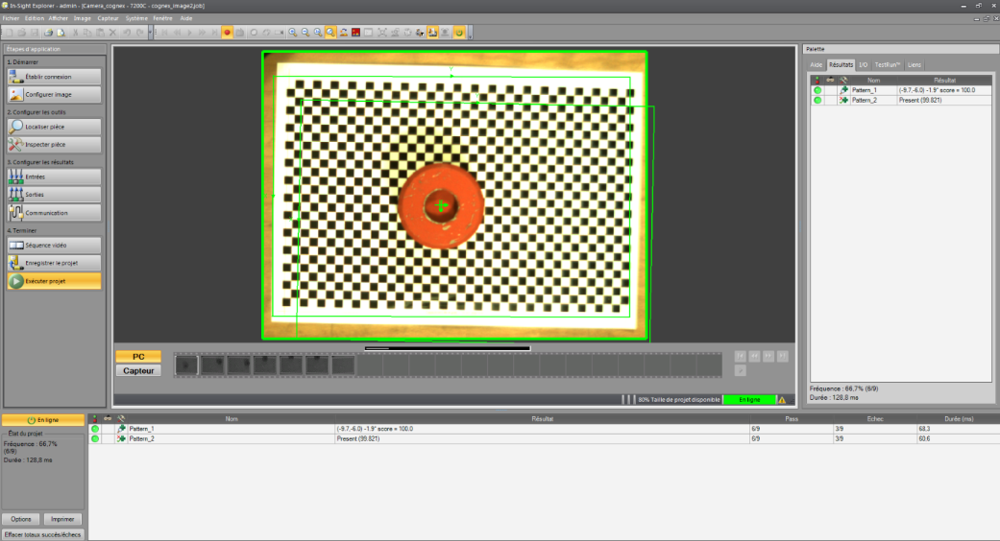 In-Sight Explorer - admin - [Camera_cognex - 7200C - cognes_image2.job]
Fichier Edition Afficher Image Capteur Système Fenêtre Aide
Étapes d'application
1. Démarrer
Établir connexion
Configurer image
2. Configurer les outils
Localiser pièce
Inspecter pièce
3. Configurer les résultats
Entrées
Sorties
Communication
4. Terminer
Séquence vidéo
Enregistrer le projet
Exécuter projet
PC
Capteur
80% Taille de projet disponible
En ligne
Palette
Aide Résultats I/O TestRun™ Liens
Nom Résultat
Pattern_1 (-9.7,-6.0) -1.9° score = 100.0
Pattern_2 Present (99.821)
Fréquence : 66,7% (6/9)
Durée : 128,8 ms
En ligne
État du projet
Fréquence : 66,7%
(6/9)
Durée : 128,8 ms
Options Imprimer
Effacer totaux succès/échecs
Nom Résultat Pass Echec Durée (ms)
Pattern_1 (-9.7,-6.0) -1.9° score = 100.0 6/9 3/9 68.3
Pattern_2 Present (99.821) 6/9 3/9 60.6